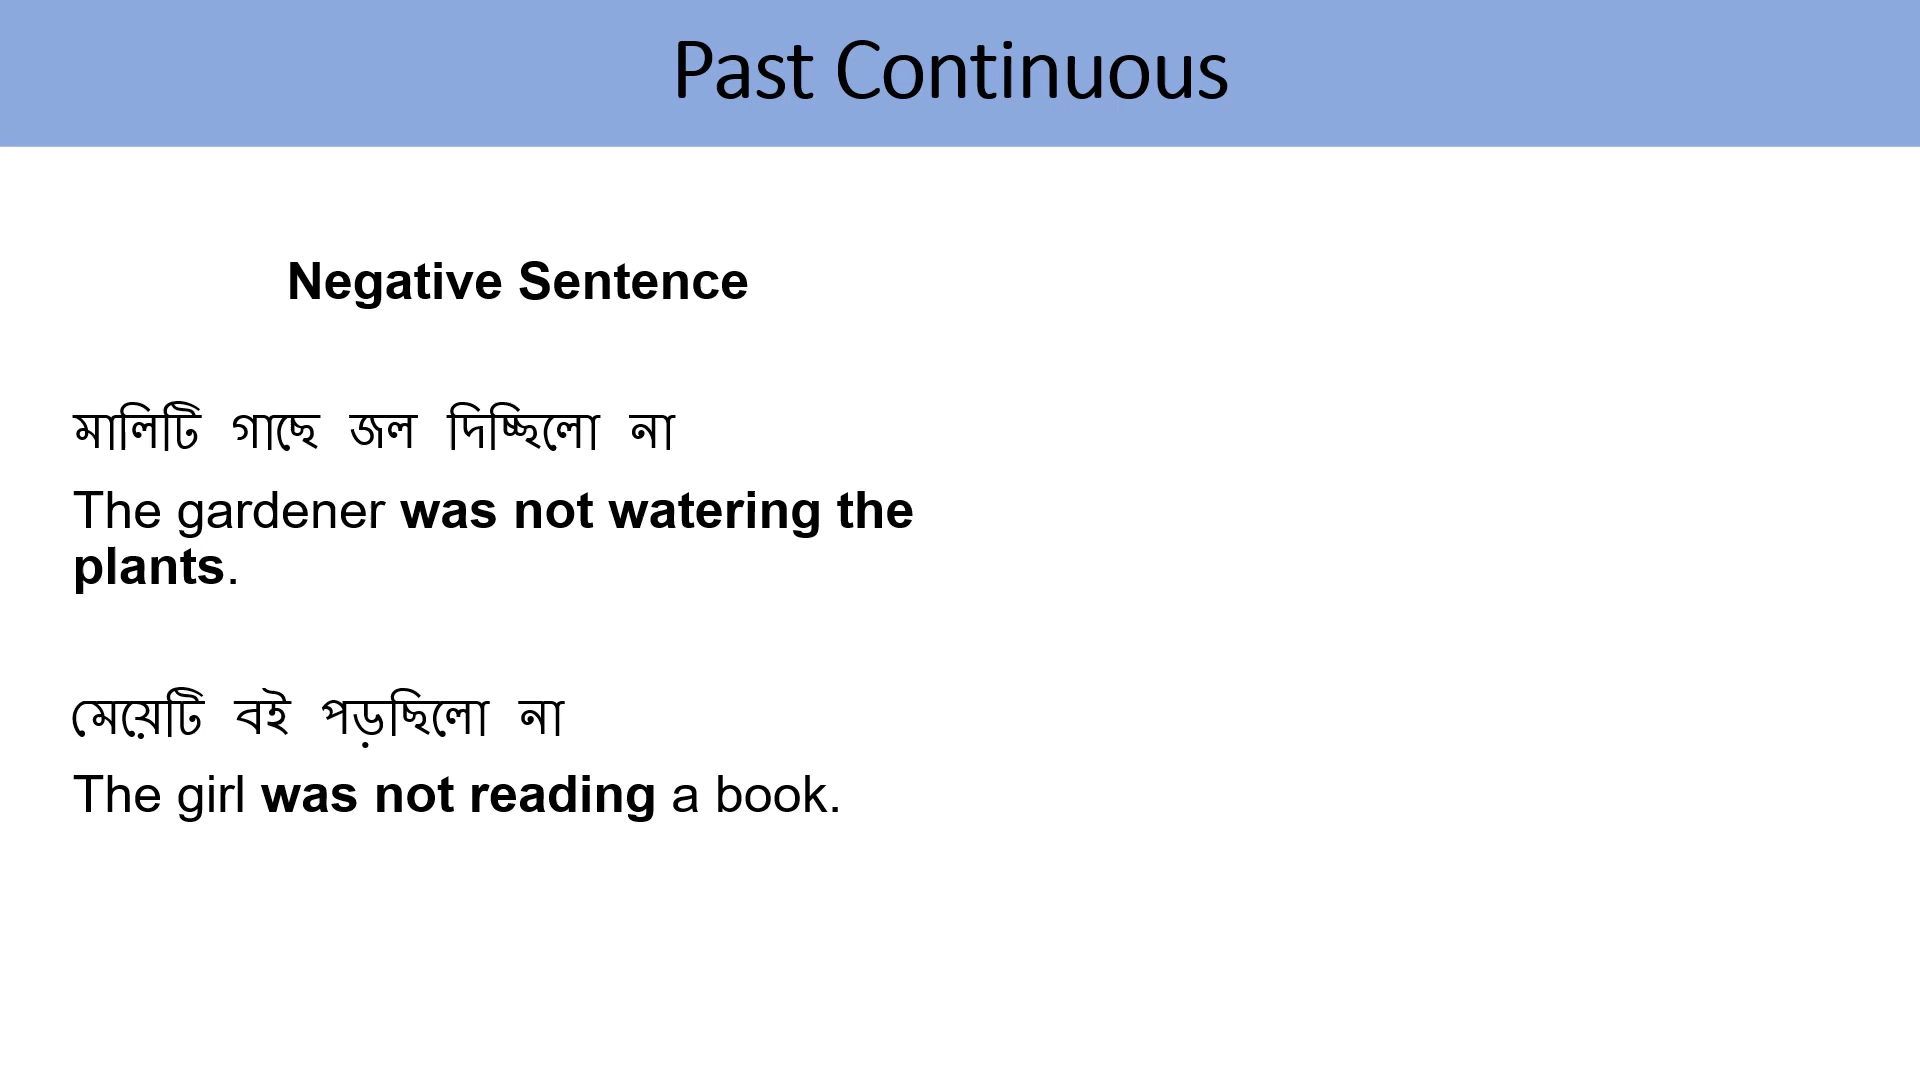 Past Continuous
Negative Sentence
মালিটি গাছে জল দিচ্ছিলো না
The gardener was not watering the
plants.
মেয়েটি বই পড়ছিলো না
The girl was not reading a book.